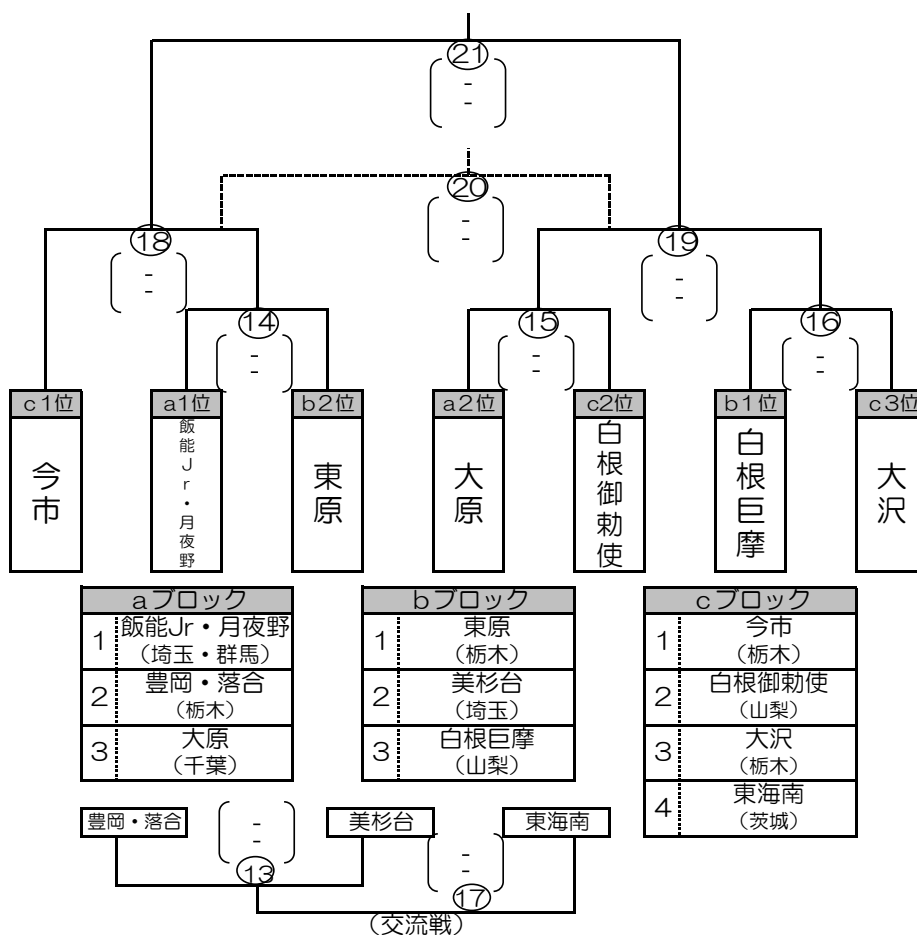 21
-
-
20
-
-
18
-
-
19
-
-
14
-
-
15
-
-
16
-
-
c1位
a1位
b2位
a2位
c2位
b1位
c3位
今市
飯能Jr・月夜野
東原
大原
白根御勅使
白根巨摩
大沢
aブロック
1 飯能Jr・月夜野
(埼玉・群馬)
2 豊岡・落合
(栃木)
3 大原
(千葉)
bブロック
1 東原
(栃木)
2 美杉台
(埼玉)
3 白根巨摩
(山梨)
cブロック
1 今市
(栃木)
2 白根御勅使
(山梨)
3 大沢
(栃木)
4 東海南
(茨城)
豊岡・落合
-
-
13
美杉台
-
-
17
東海南
(交流戦)